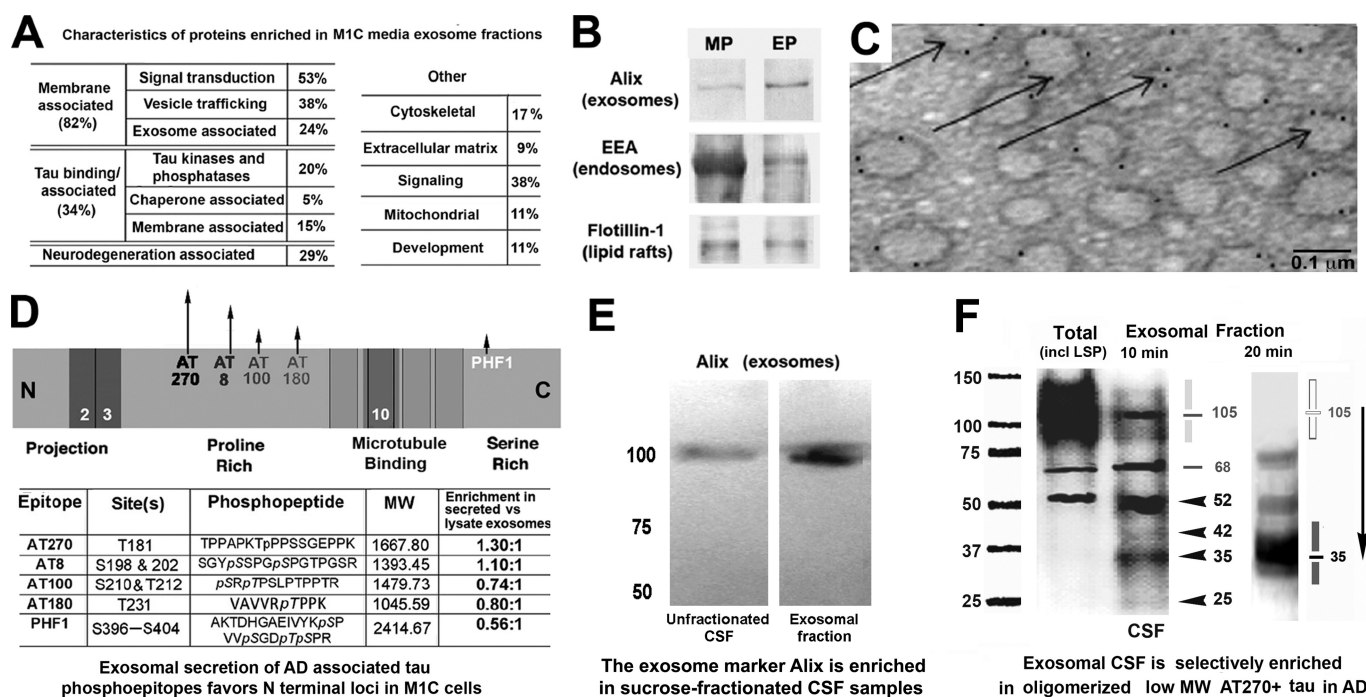 A
Characteristics of proteins enriched in M1C media exosome fractions
Membrane
associated
(82%)
Signal transduction 53%
Vesicle trafficking 38%
Exosome associated 24%
Tau binding/
associated
(34%)
Tau kinases and
phosphatases
20%
Chaperone associated 5%
Membrane associated 15%
Neurodegeneration associated 29%
Other
Cytoskeletal 17%
Extracellular matrix 9%
Signaling 38%
Mitochondrial 11%
Development 11%
B
MP EP
Alix
(exosomes)
EEA
(endosomes)
Flotillin-1
(lipid rafts)
C
0.1 µm
D
N
2 3
AT
270
AT
8
AT
100
AT
180
10
PHF1
C
Projection
Proline
Rich
Microtubule
Binding
Serine
Rich
Epitope Site(s) Phosphopeptide MW Enrichment in
secreted vs
lysate exosomes
AT270 T181 TPPAPKTpPPSSGEPPK 1667.80 1.30:1
AT8 S198 & 202 SGYpSSPGpSPGTPGSR 1393.45 1.10:1
AT100 S210&T212 pSRpTPSLPTPPTR 1479.73 0.74:1
AT180 T231 VAVVRpTPPK 1045.59 0.80:1
PHF1 S396–S404 AKTDHGAEIVYKpSP
VVpSGDpTpSPR 2414.67 0.56:1
Exosomal secretion of AD associated tau
phosphoepitopes favors N terminal loci in M1C cells
E
Alix (exosomes)
100
75
50
Unfractionated
CSF
Exosomal
fraction
The exosome marker Alix is enriched
in sucrose-fractionated CSF samples
F
Total
(incl LSP)
Exosomal Fraction
10 min 20 min
150
100
75
50
37
25
105
68
52
42
35
25
105
35
CSF
Exosomal CSF is selectively enriched
in oligomerized low MW AT270+ tau in AD